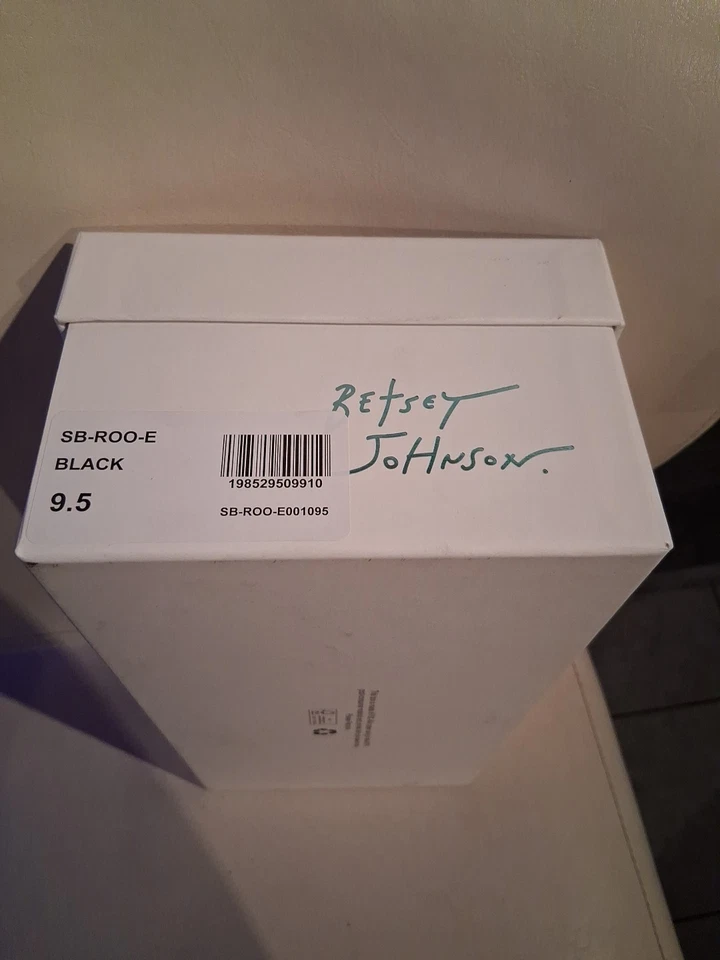 RETSEY
JOHNSON.
SB-ROO-E
BLACK
9.5
198529509910
SB-ROO-E001095